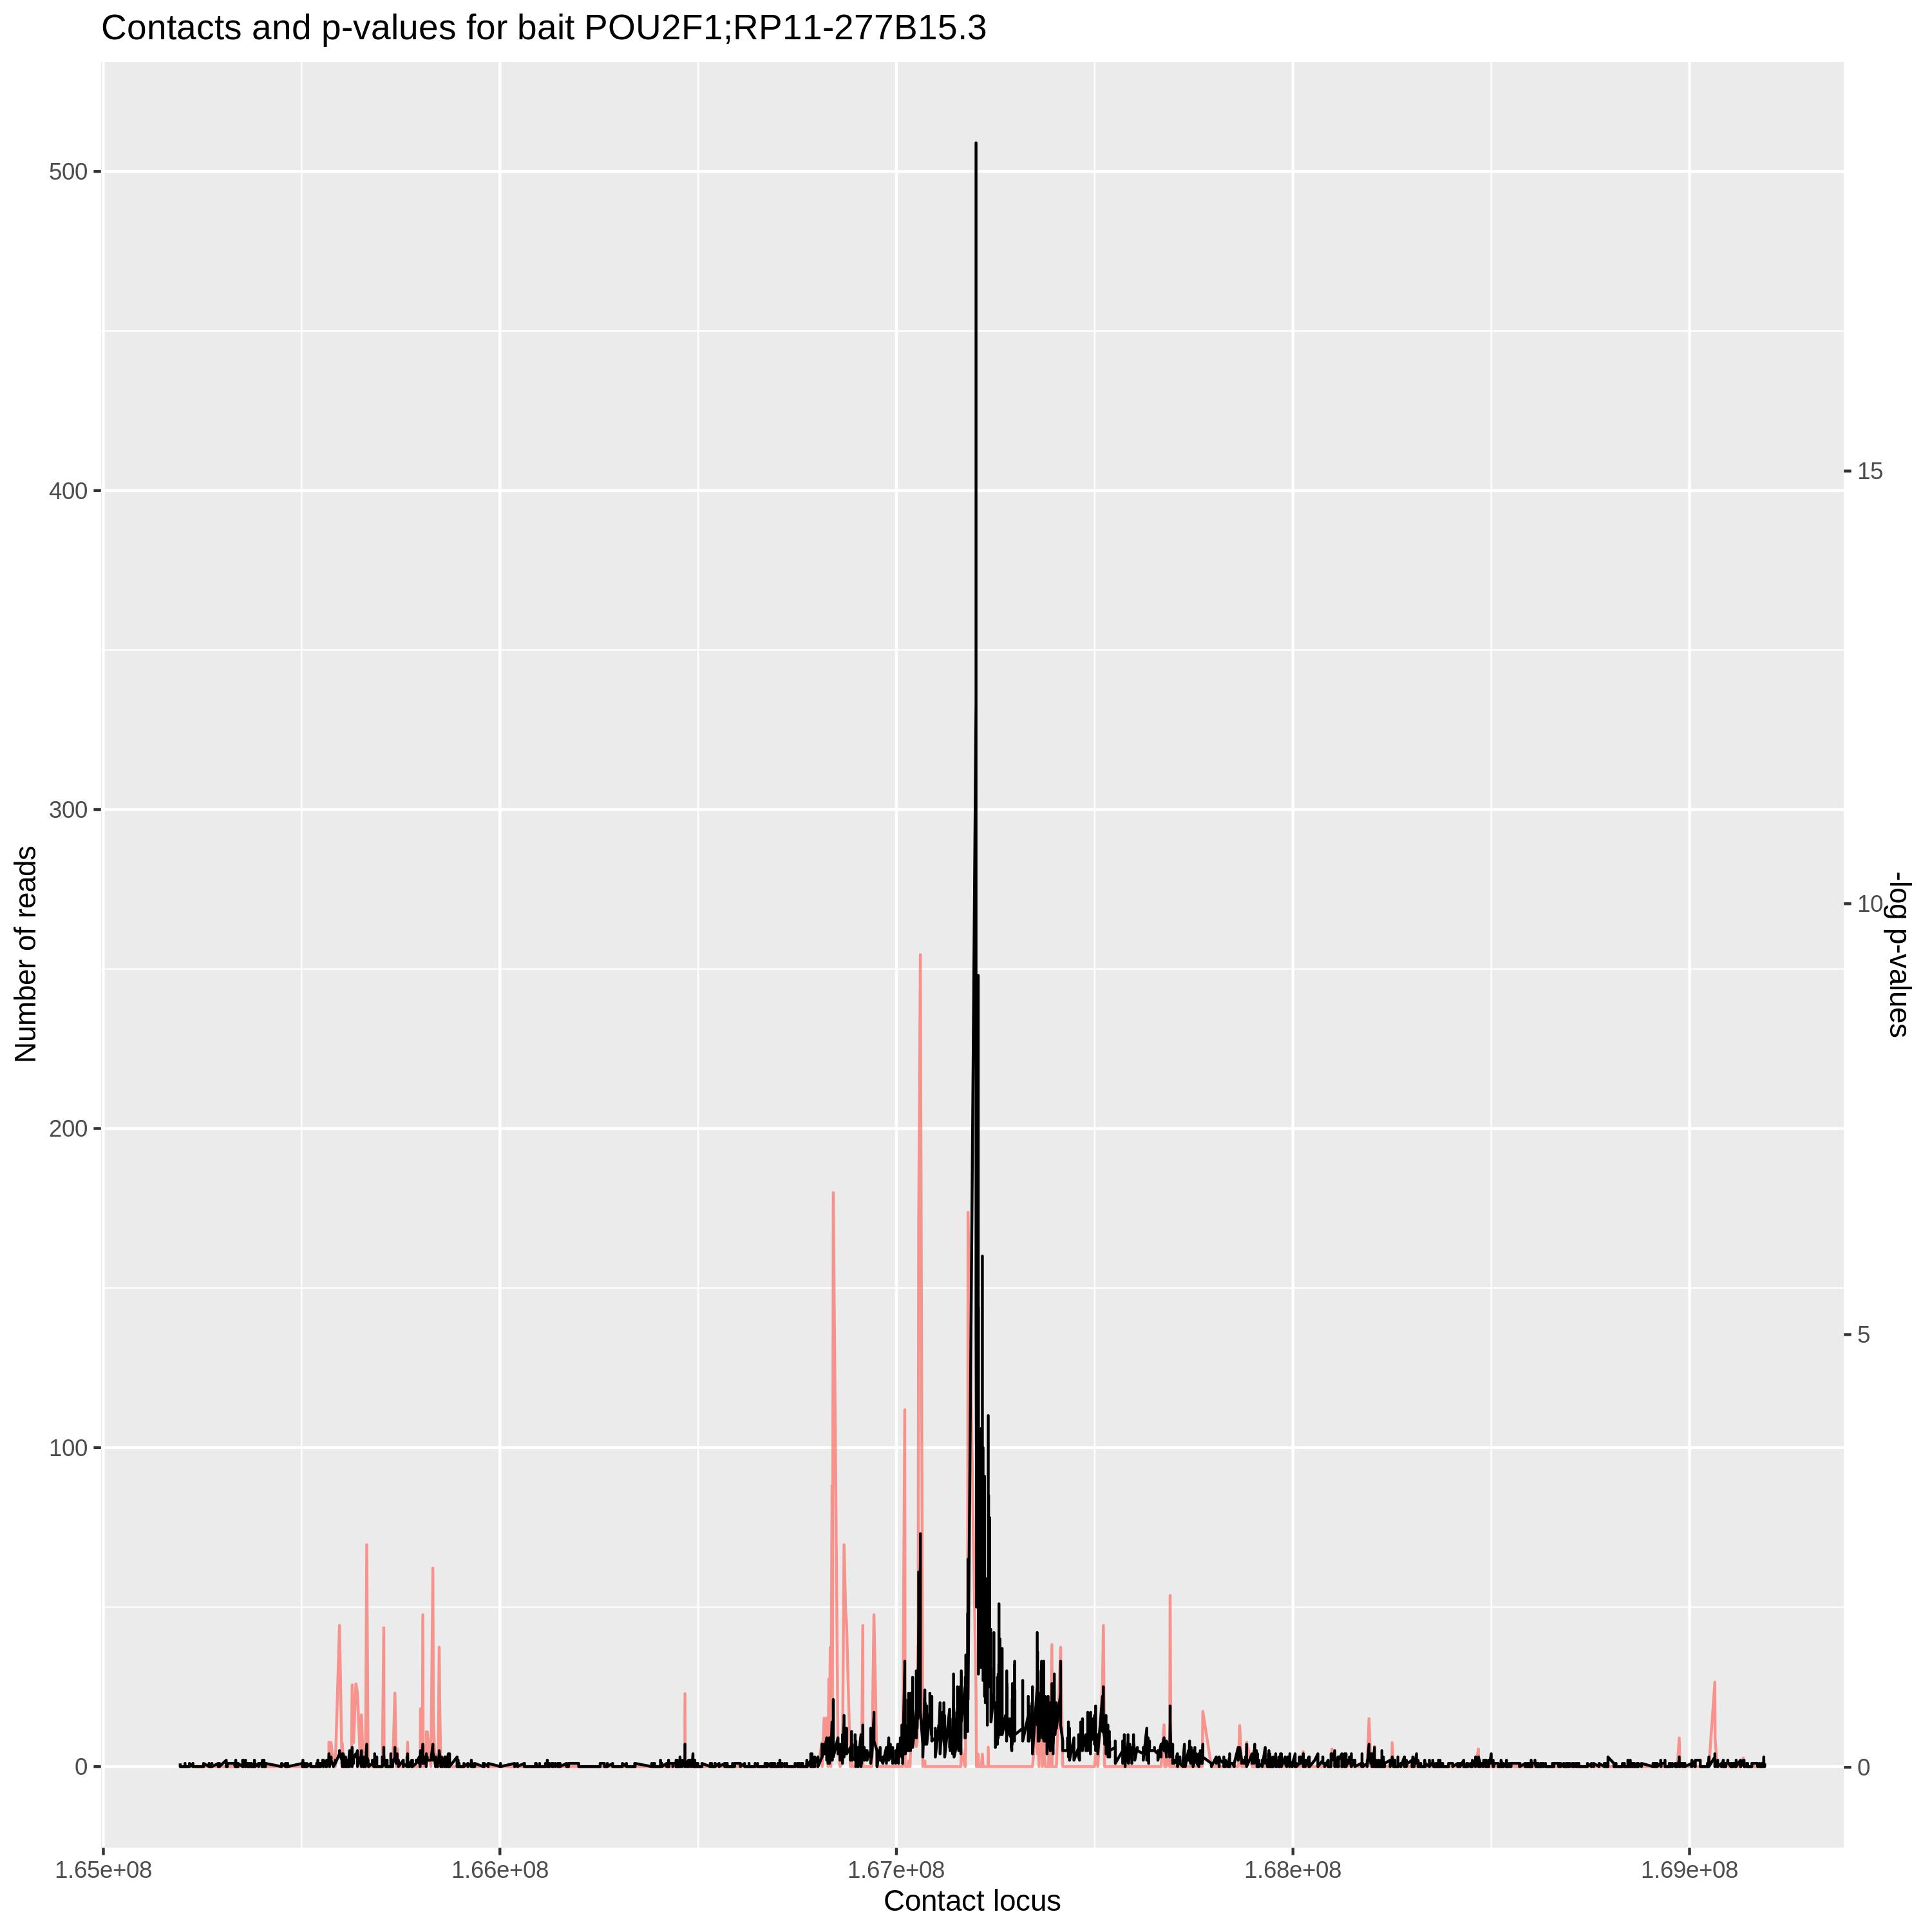 Contacts and p-values for bait POU2F1;RP11-277B15.3
500
400
300
200
100
0
Number of reads
15
10
5
0
-log p-values
1.65e+08 1.66e+08 1.67e+08 1.68e+08 1.69e+08
Contact locus